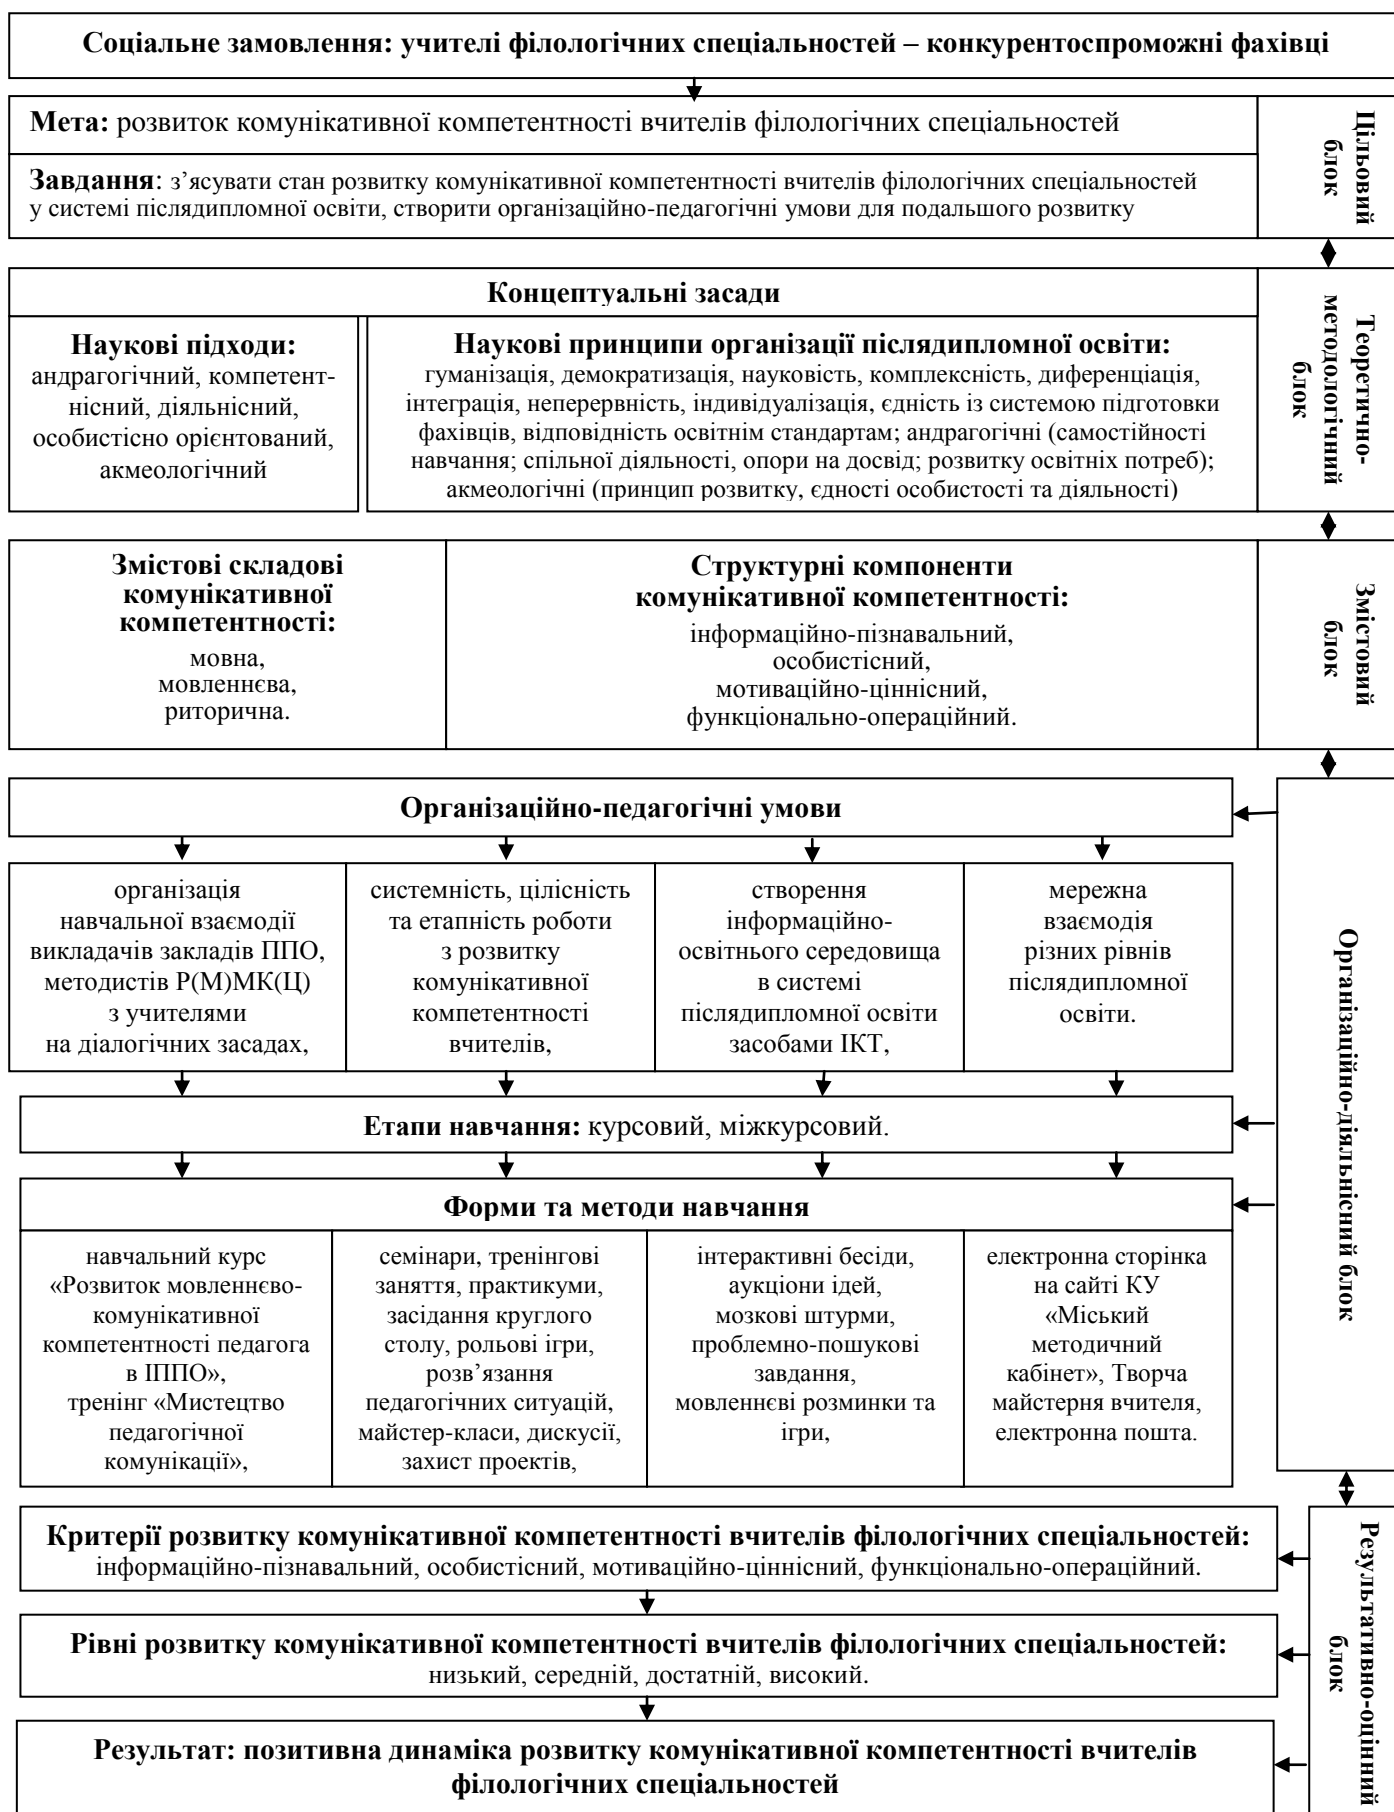 Соціальне замовлення: учителі філологічних спеціальностей – конкурентоспроможні фахівці
Мета: розвиток комунікативної компетентності вчителів філологічних спеціальностей
Завдання: з’ясувати стан розвитку комунікативної компетентності вчителів філологічних спеціальностей
у системі післядипломної освіти, створити організаційно-педагогічні умови для подальшого розвитку
Цільовий
блок
Концептуальні засади
Наукові підходи:
андрагогічний, компетент-
нісний, діяльнісний,
особистісно орієнтований,
акмеологічний
Наукові принципи організації післядипломної освіти:
гуманізація, демократизація, науковість, комплексність, диференціація,
інтеграція, неперервність, індивідуалізація, єдність із системою підготовки
фахівців, відповідність освітнім стандартам; андрагогічні (самостійності
навчання; спільної діяльності, опори на досвід; розвитку освітніх потреб);
акмеологічні (принцип розвитку, єдності особистості та діяльності)
Теоретично-
методологічний
блок
Змістові складові
комунікативної
компетентності:
мовна,
мовленнєва,
риторична.
Структурні компоненти
комунікативної компетентності:
інформаційно-пізнавальний,
особистісний,
мотиваційно-ціннісний,
функціонально-операційний.
Змістовий
блок
Організаційно-педагогічні умови
організація
навчальної взаємодії
викладачів закладів ППО,
методистів Р(М)МК(Ц)
з учителями
на діалогічних засадах,
системність, цілісність
та етапність роботи
з розвитку
комунікативної
компетентності
вчителів,
створення
інформаційно-
освітнього середовища
в системі
післядипломної освіти
засобами ІКТ,
мережна
взаємодія
різних рівнів
післядипломної
освіти.
Етапи навчання: курсовий, міжкурсовий.
Форми та методи навчання
навчальний курс
«Розвиток мовленнєво-
комунікативної
компетентності педагога
в ІППО»,
тренінг «Мистецтво
педагогічної
комунікації»,
семінари, тренінгові
заняття, практикуми,
засідання круглого
столу, рольові ігри,
розв’язання
педагогічних ситуацій,
майстер-класи, дискусії,
захист проектів,
інтерактивні бесіди,
аукціони ідей,
мозкові штурми,
проблемно-пошукові
завдання,
мовленнєві розминки та
ігри,
електронна сторінка
на сайті КУ
«Міський
методичний
кабінет», Творча
майстерня вчителя,
електронна пошта.
Організаційно-діяльнісний блок
Критерії розвитку комунікативної компетентності вчителів філологічних спеціальностей:
інформаційно-пізнавальний, особистісний, мотиваційно-ціннісний, функціонально-операційний.
Рівні розвитку комунікативної компетентності вчителів філологічних спеціальностей:
низький, середній, достатній, високий.
Результат: позитивна динаміка розвитку комунікативної компетентності вчителів
філологічних спеціальностей
Результативно-оцінний
блок